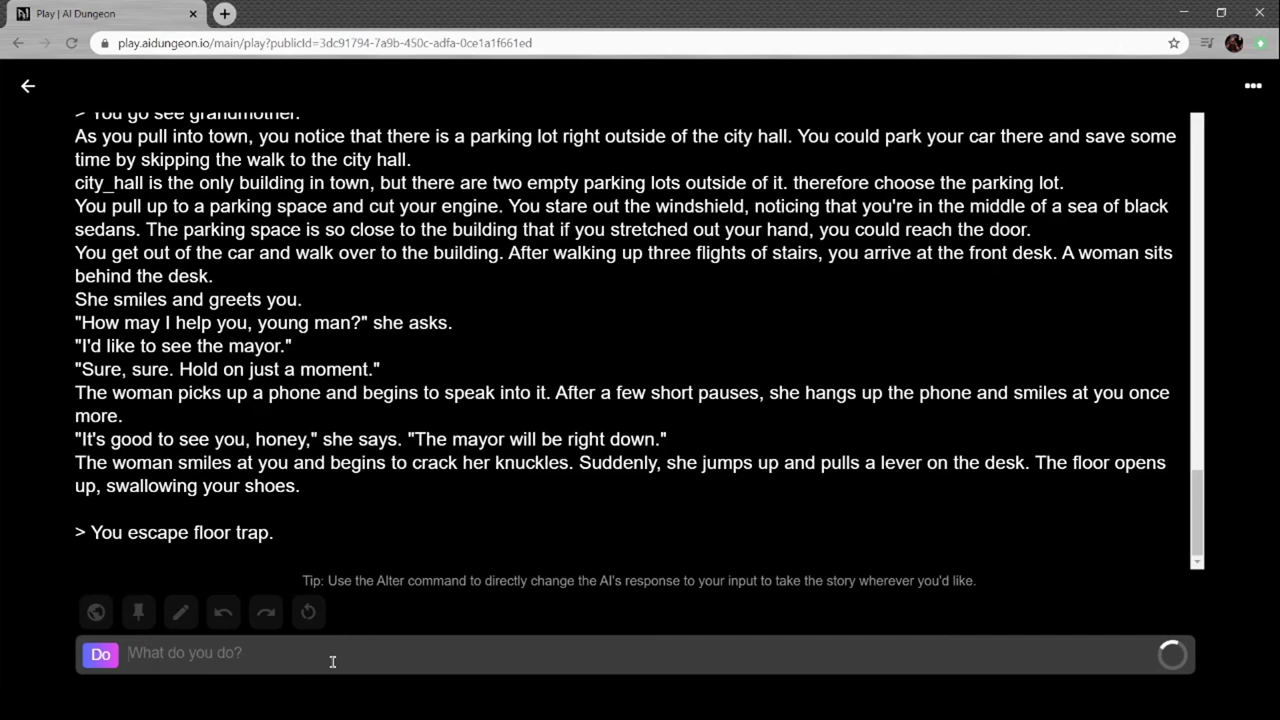 Play | AI Dungeon
play.aidungeon.io/main/play?publicId=3dc91794-7a9b-450c-adfa-0ce1a1f661ed
> You go see grandmother.
As you pull into town, you notice that there is a parking lot right outside of the city hall. You could park your car there and save some
time by skipping the walk to the city hall.
city_hall is the only building in town, but there are two empty parking lots outside of it. therefore choose the parking lot.
You pull up to a parking space and cut your engine. You stare out the windshield, noticing that you're in the middle of a sea of black
sedans. The parking space is so close to the building that if you stretched out your hand, you could reach the door.
You get out of the car and walk over to the building. After walking up three flights of stairs, you arrive at the front desk. A woman sits
behind the desk.
She smiles and greets you.
"How may I help you, young man?" she asks.
"I'd like to see the mayor."
"Sure, sure. Hold on just a moment."
The woman picks up a phone and begins to speak into it. After a few short pauses, she hangs up the phone and smiles at you once
more.
"It's good to see you, honey," she says. "The mayor will be right down."
The woman smiles at you and begins to crack her knuckles. Suddenly, she jumps up and pulls a lever on the desk. The floor opens
up, swallowing your shoes.
> You escape floor trap.
Tip: Use the Alter command to directly change the AI's response to your input to take the story wherever you'd like.
Do What do you do?